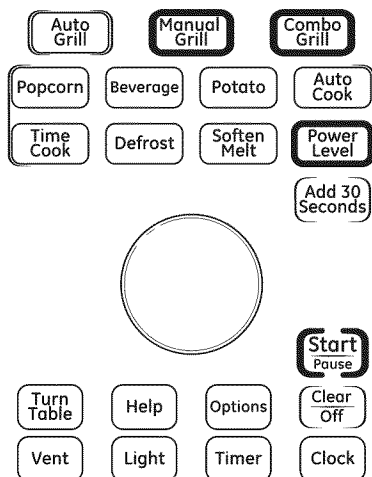 Auto
Grill
Manual
Grill
Combo
Grill
Popcorn
Beverage
Potato
Auto
Cook
Time
Cook
Defrost
Soften
Melt
Power
Level
Add 30
Seconds
Start
Pause
Turn
Table
Help
Options
Clear
Off
Vent
Light
Timer
Clock